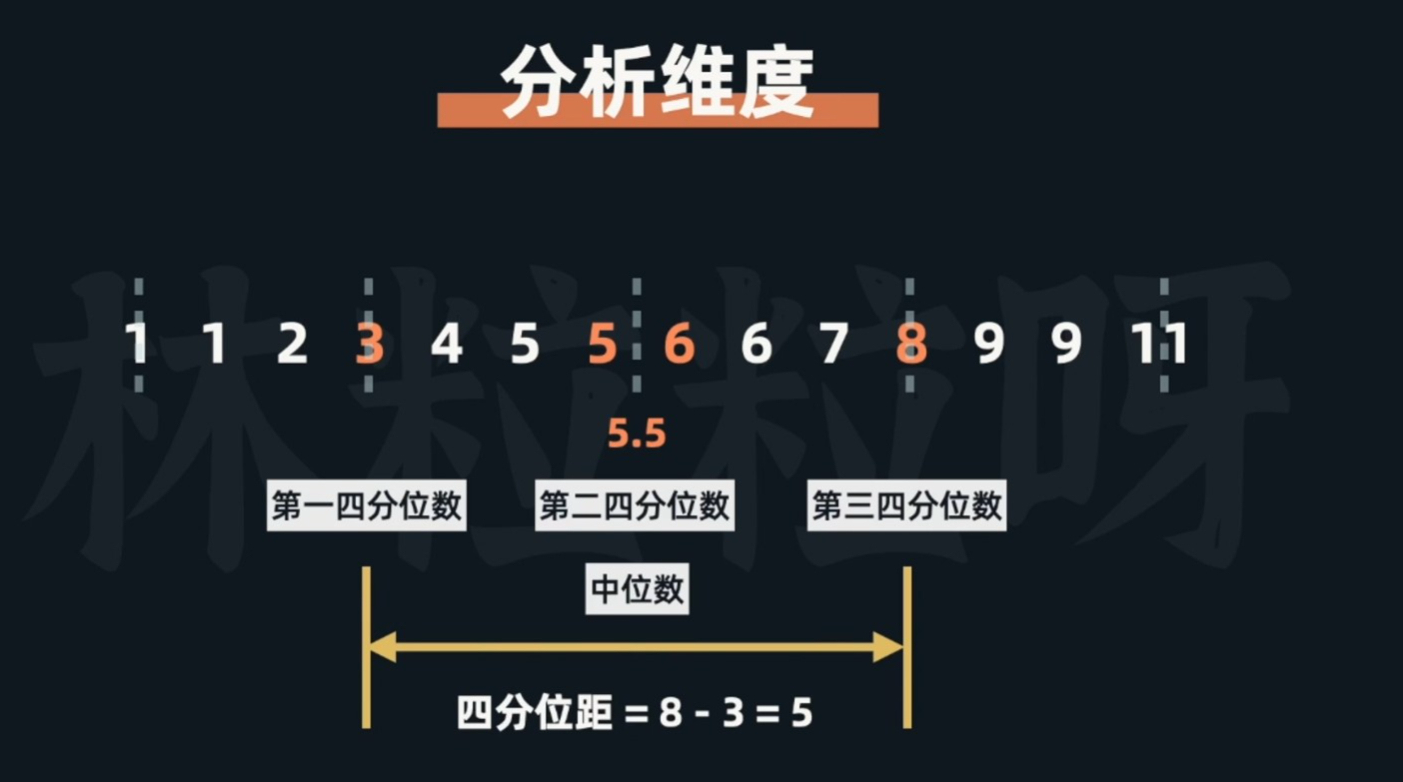 分析维度
林粒粒呀
1 1 2 3 4 5 5 6 6 7 8 9 9 11
5.5
第一四分位数 第二四分位数 第三四分位数
中位数
四分位距 = 8 - 3 = 5